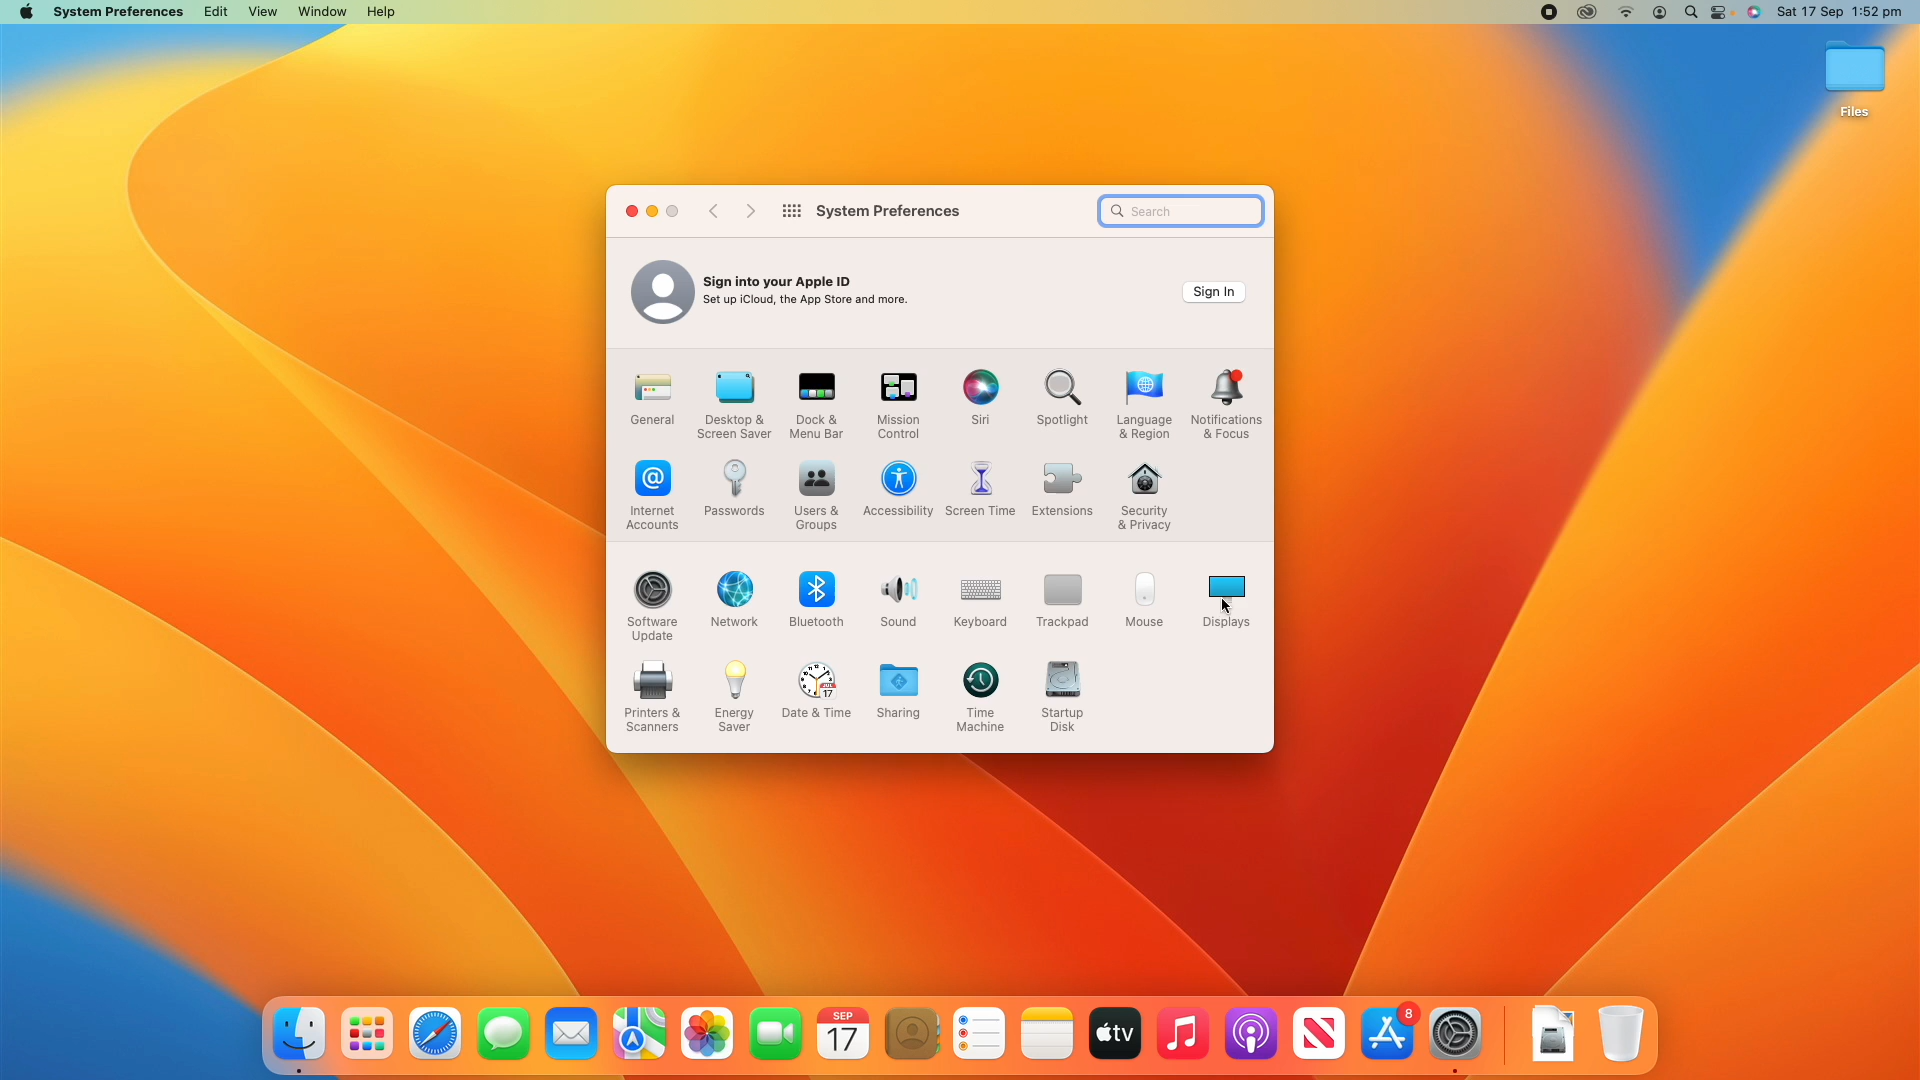 System Preferences Edit View Window Help
Sat 17 Sep 1:52 pm
Files
System Preferences
Search
Sign into your Apple ID
Set up iCloud, the App Store and more.
Sign In
General
Desktop &
Screen Saver
Dock &
Menu Bar
Mission
Control
Siri
Spotlight
Language
& Region
Notifications
& Focus
Internet
Accounts
Passwords
Users &
Groups
Accessibility
Screen Time
Extensions
Security
& Privacy
Software
Update
Network
Bluetooth
Sound
Keyboard
Trackpad
Mouse
Displays
Printers &
Scanners
Energy
Saver
Date & Time
Sharing
Time
Machine
Startup
Disk
SEP
17
tv
8